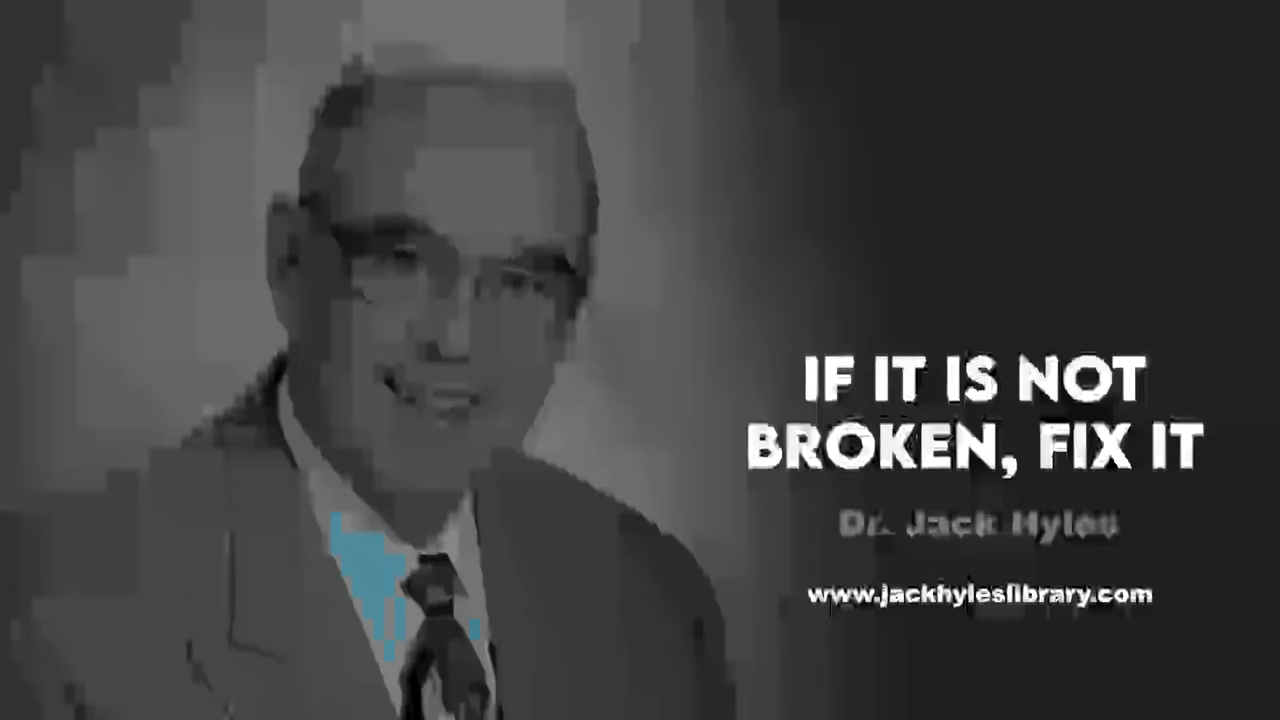 IF IT IS NOT
BROKEN, FIX IT
Dr. Jack Hyles
www.jackhyleslibrary.com